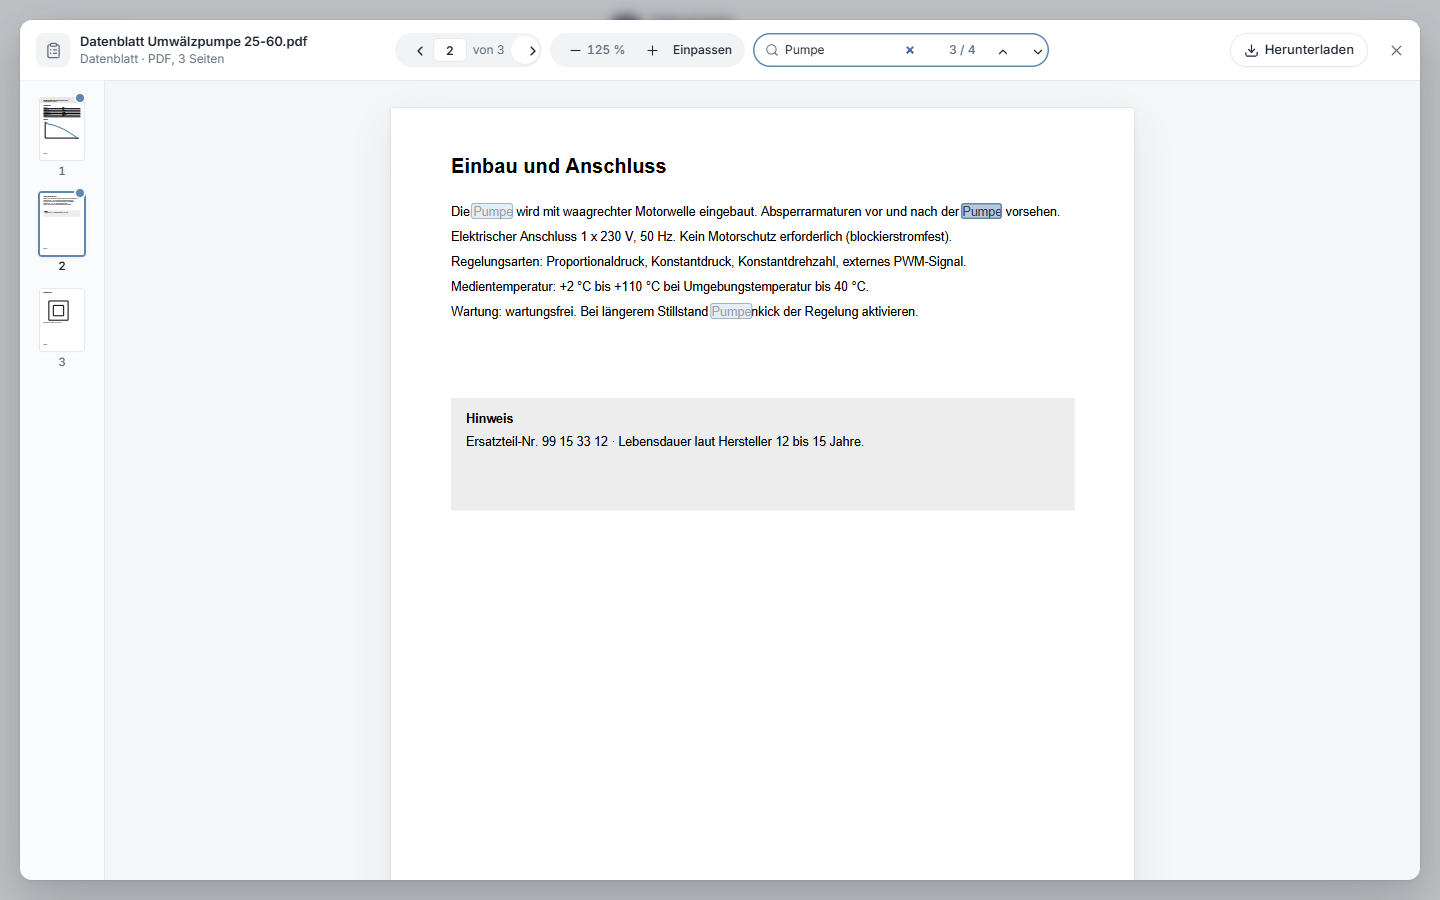 Datenblatt Umwälzpumpe 25-60.pdf
Datenblatt · PDF, 3 Seiten
2 von 3
125 %
Einpassen
Pumpe
3 / 4
Herunterladen
1
2
3
Einbau und Anschluss
Die Pumpe wird mit waagrechter Motorwelle eingebaut. Absperrarmaturen vor und nach der Pumpe vorsehen.
Elektrischer Anschluss 1 x 230 V, 50 Hz. Kein Motorschutz erforderlich (blockierstromfest).
Regelungsarten: Proportionaldruck, Konstantdruck, Konstantdrehzahl, externes PWM-Signal.
Medientemperatur: +2 °C bis +110 °C bei Umgebungstemperatur bis 40 °C.
Wartung: wartungsfrei. Bei längerem Stillstand Pumpenkick der Regelung aktivieren.
Hinweis
Ersatzteil-Nr. 99 15 33 12 · Lebensdauer laut Hersteller 12 bis 15 Jahre.